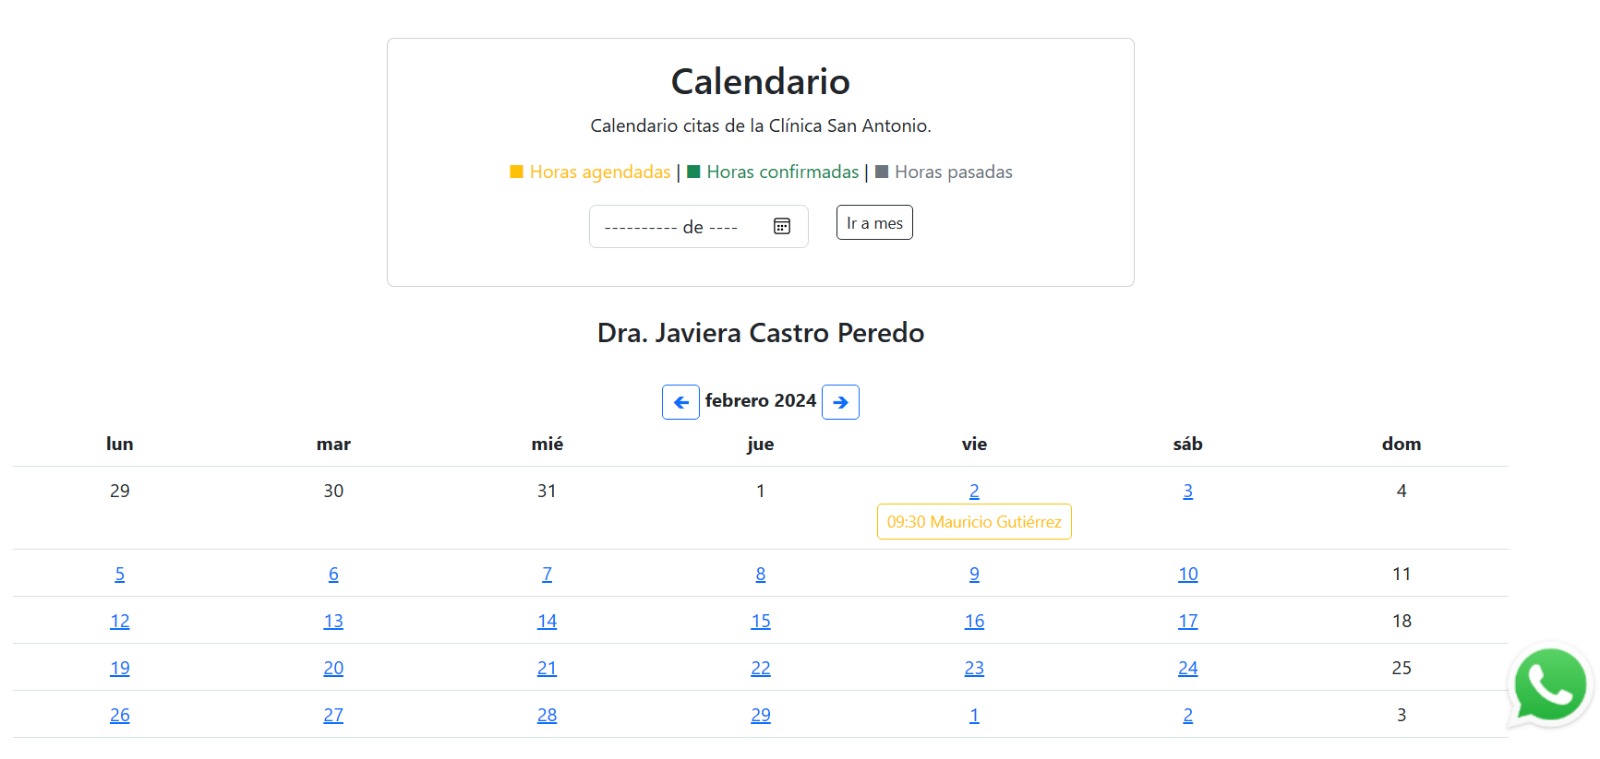 Calendario
Calendario citas de la Clínica San Antonio.
Horas agendadas | Horas confirmadas | Horas pasadas
---------- de ---- Ir a mes
Dra. Javiera Castro Peredo
febrero 2024
lun mar mié jue vie sáb dom
29 30 31 1 2 3 4
09:30 Mauricio Gutiérrez
5 6 7 8 9 10 11
12 13 14 15 16 17 18
19 20 21 22 23 24 25
26 27 28 29 1 2 3